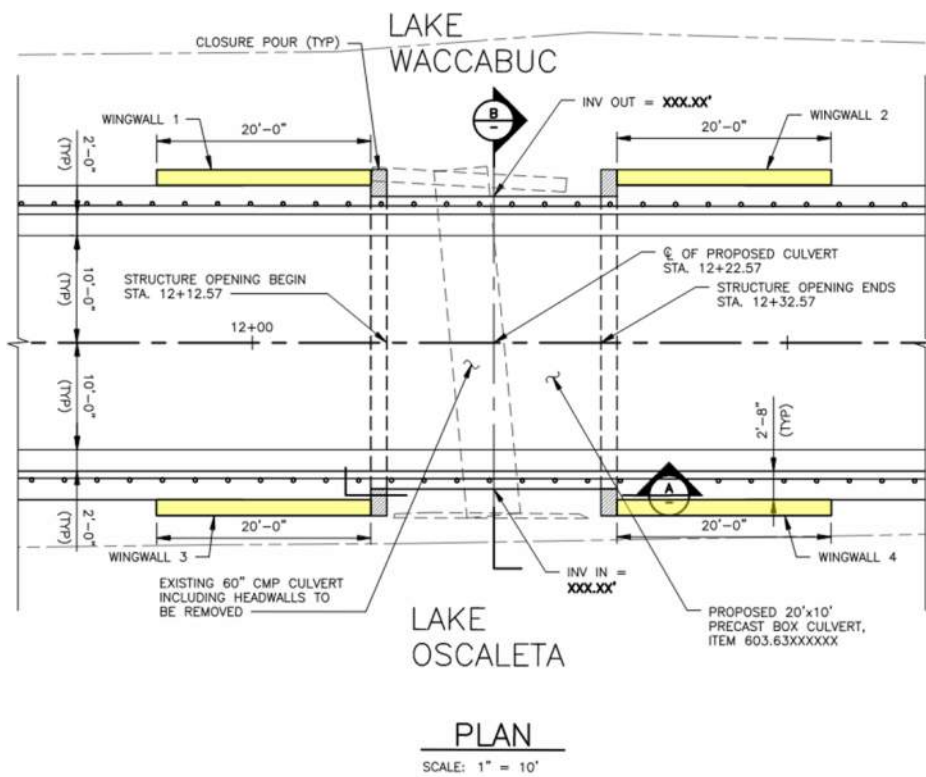 LAKE
WACCABUC
CLOSURE POUR (TYP)
INV OUT = XXX.XX'
B
-
WINGWALL 1
WINGWALL 2
20'-0"
20'-0"
2'-0"
(TYP)
℄ OF PROPOSED CULVERT
STA. 12+22.57
STRUCTURE OPENING BEGIN
STA. 12+12.57
STRUCTURE OPENING ENDS
STA. 12+32.57
10'-0"
(TYP)
12+00
10'-0"
(TYP)
2'-8"
(TYP)
A
-
2'-0"
(TYP)
20'-0"
20'-0"
WINGWALL 3
WINGWALL 4
EXISTING 60" CMP CULVERT
INCLUDING HEADWALLS TO
BE REMOVED
INV IN =
XXX.XX'
PROPOSED 20'x10'
PRECAST BOX CULVERT,
ITEM 603.63XXXXXX
LAKE
OSCALETA
PLAN
SCALE: 1" = 10'